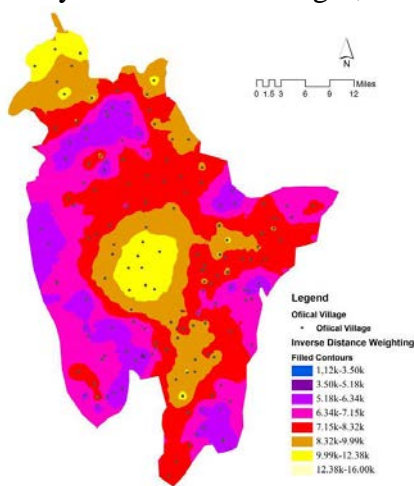 N
Miles
0 1.5 3 6 9 12
Legend
Ofiical Village
Ofiical Village
Inverse Distance Weighting
Filled Contours
1,12k-3.50k
3.50k-5.18k
5.18k-6.34k
6.34k-7.15k
7.15k-8.32k
8.32k-9.99k
9.99k-12.38k
12.38k-16.00k